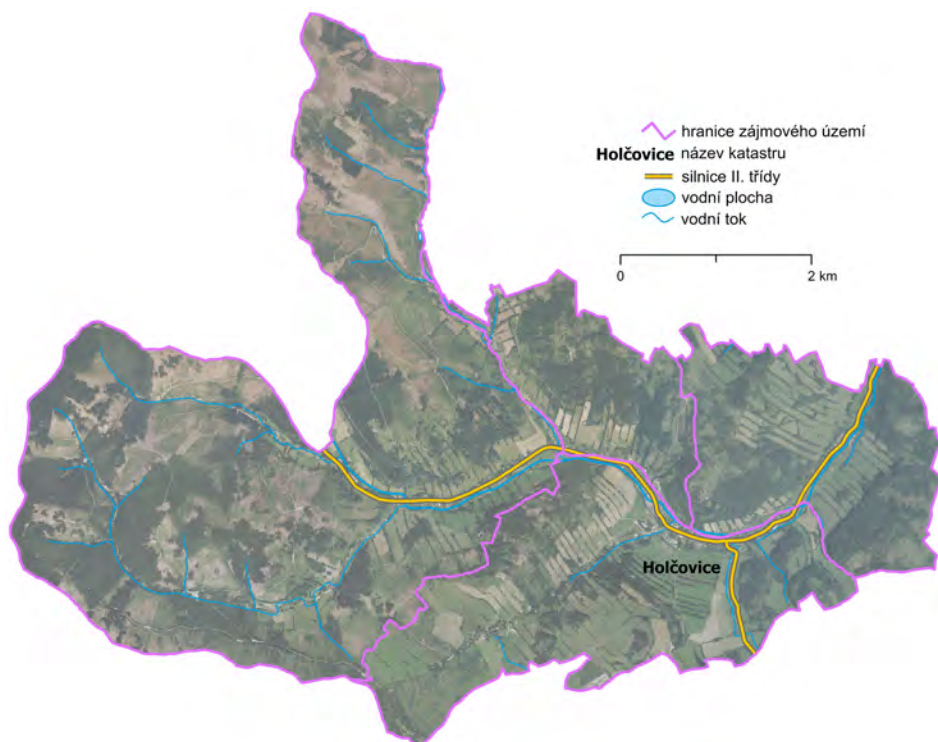 hranice zájmového území
Holčovice název katastru
silnice II. třídy
vodní plocha
vodní tok
0 2 km
Holčovice